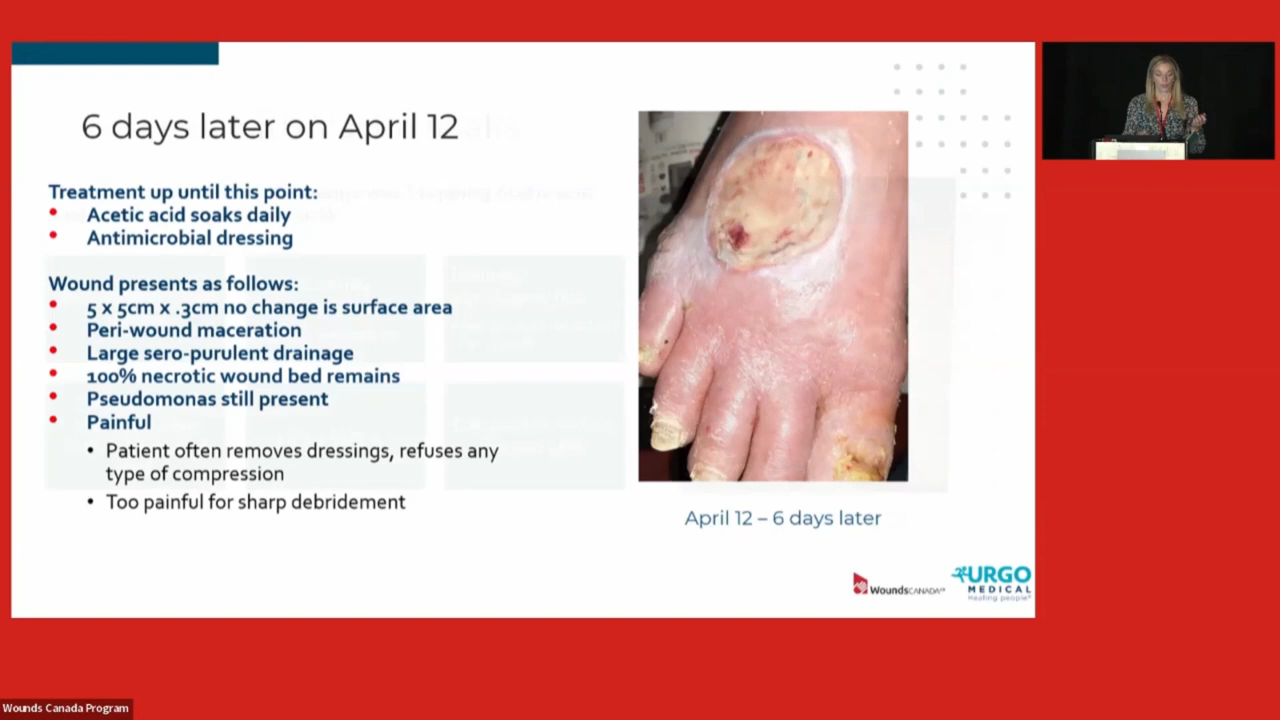 6 days later on April 12
Treatment up until this point:
• Acetic acid soaks daily
• Antimicrobial dressing
Wound presents as follows:
• 5 x 5cm x .3cm no change is surface area
• Peri-wound maceration
• Large sero-purulent drainage
• 100% necrotic wound bed remains
• Pseudomonas still present
• Painful
• Patient often removes dressings, refuses any
type of compression
• Too painful for sharp debridement
April 12 – 6 days later
WoundsCANADA
URGO
MEDICAL
Healing people®
Wounds Canada Program